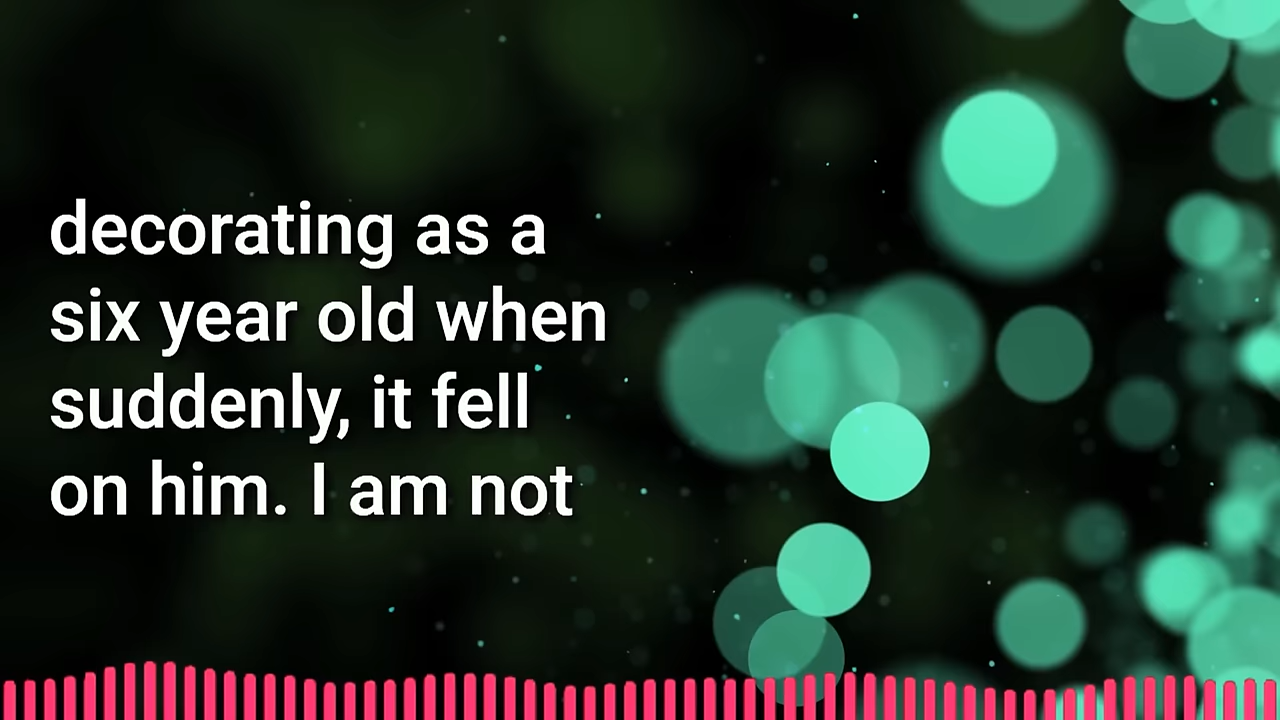 decorating as a
six year old when
suddenly, it fell
on him. I am not